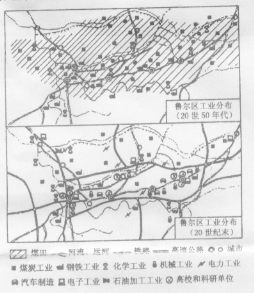 鲁尔区工业分布
(20世50年代)
鲁尔区工业分布
(20世纪末)
煤田 河流、运河 铁路 高速公路 城市
煤炭工业 钢铁工业 化学工业 机械工业 电力工业
汽车制造 电子工业 石油加工工业 高校和科研单位